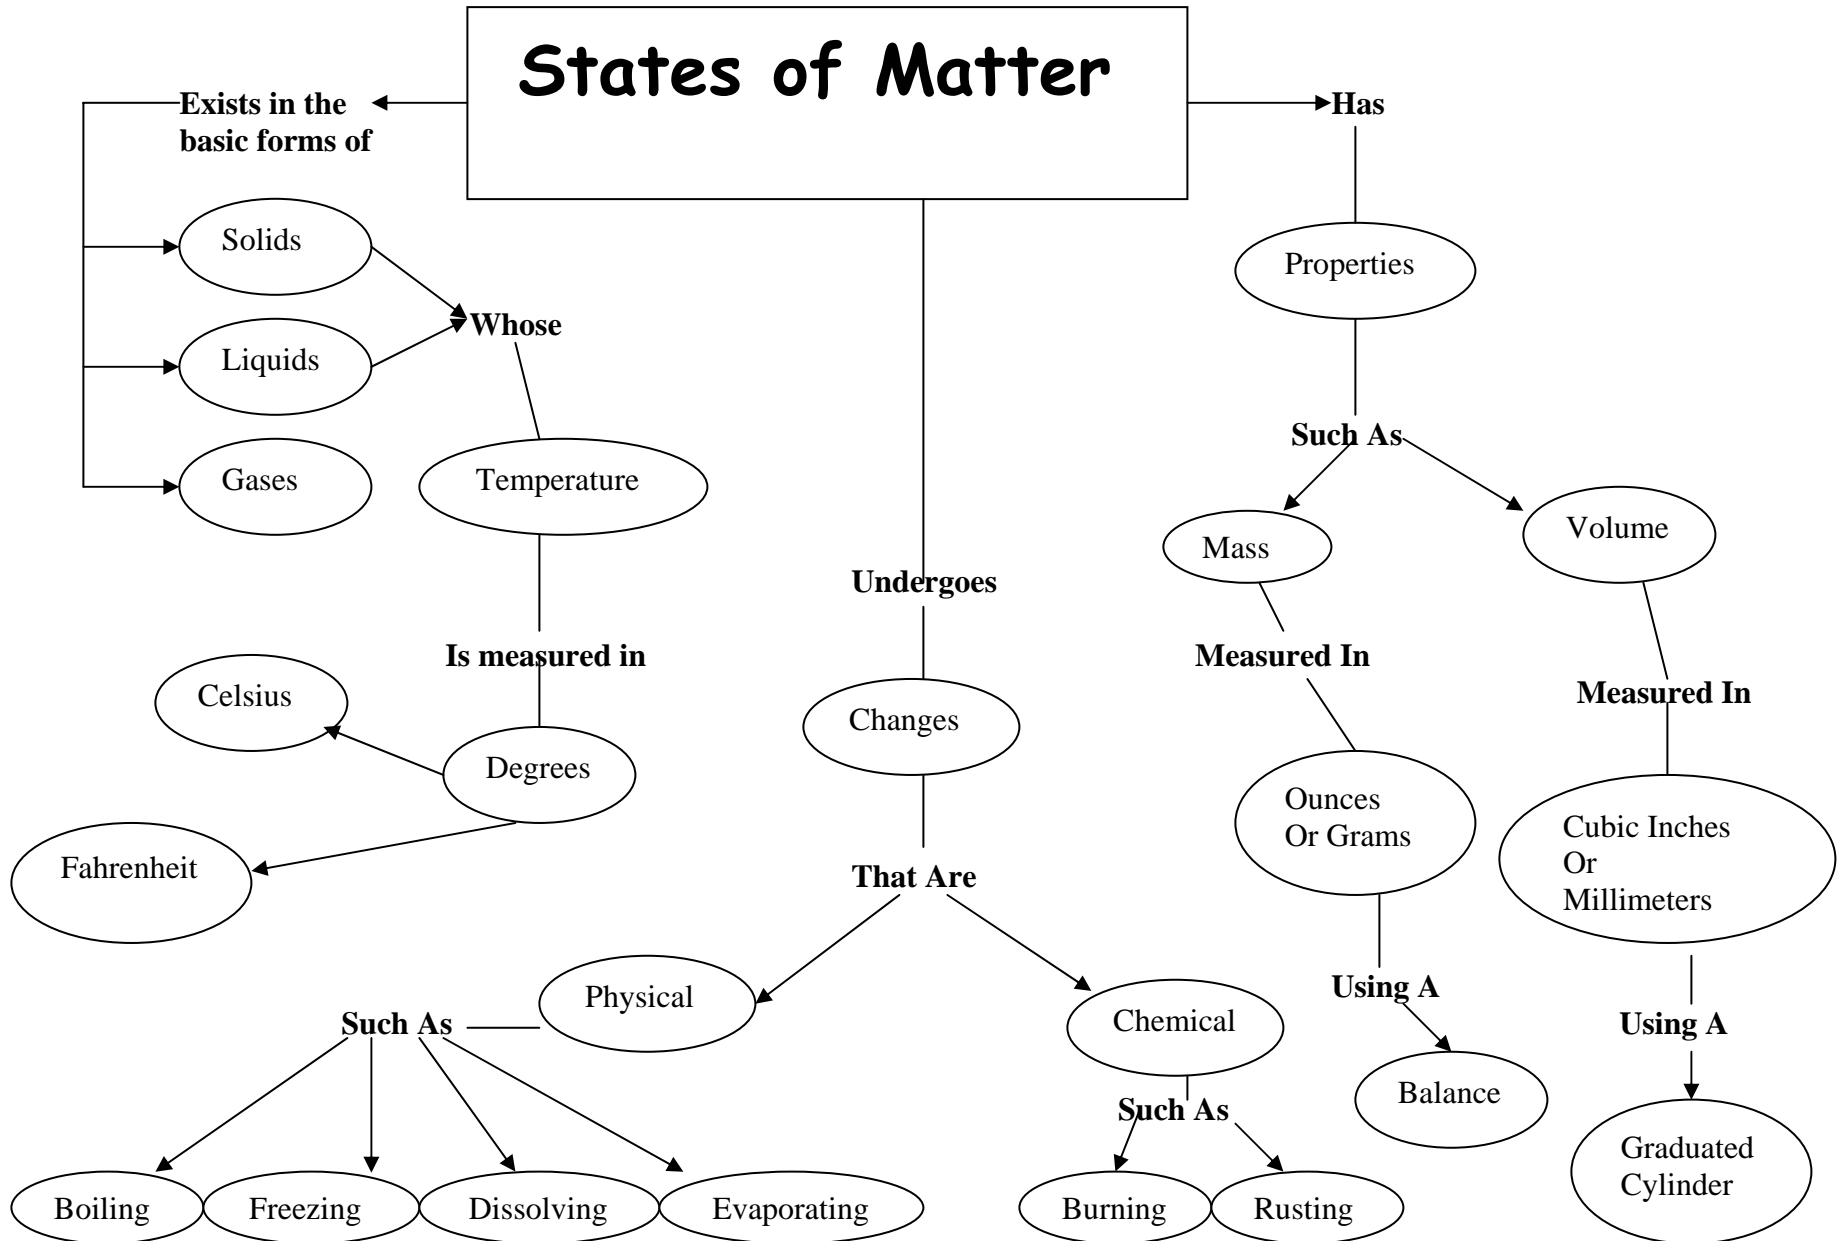 States of Matter
Exists in the
basic forms of
Has
Solids
Properties
Whose
Liquids
Such As
Gases
Temperature
Mass
Volume
Undergoes
Is measured in
Measured In
Measured In
Celsius
Changes
Degrees
Ounces
Or Grams
Cubic Inches
Or
Millimeters
Fahrenheit
That Are
Physical
Chemical
Using A
Using A
Such As
Balance
Such As
Graduated
Cylinder
Boiling
Freezing
Dissolving
Evaporating
Burning
Rusting